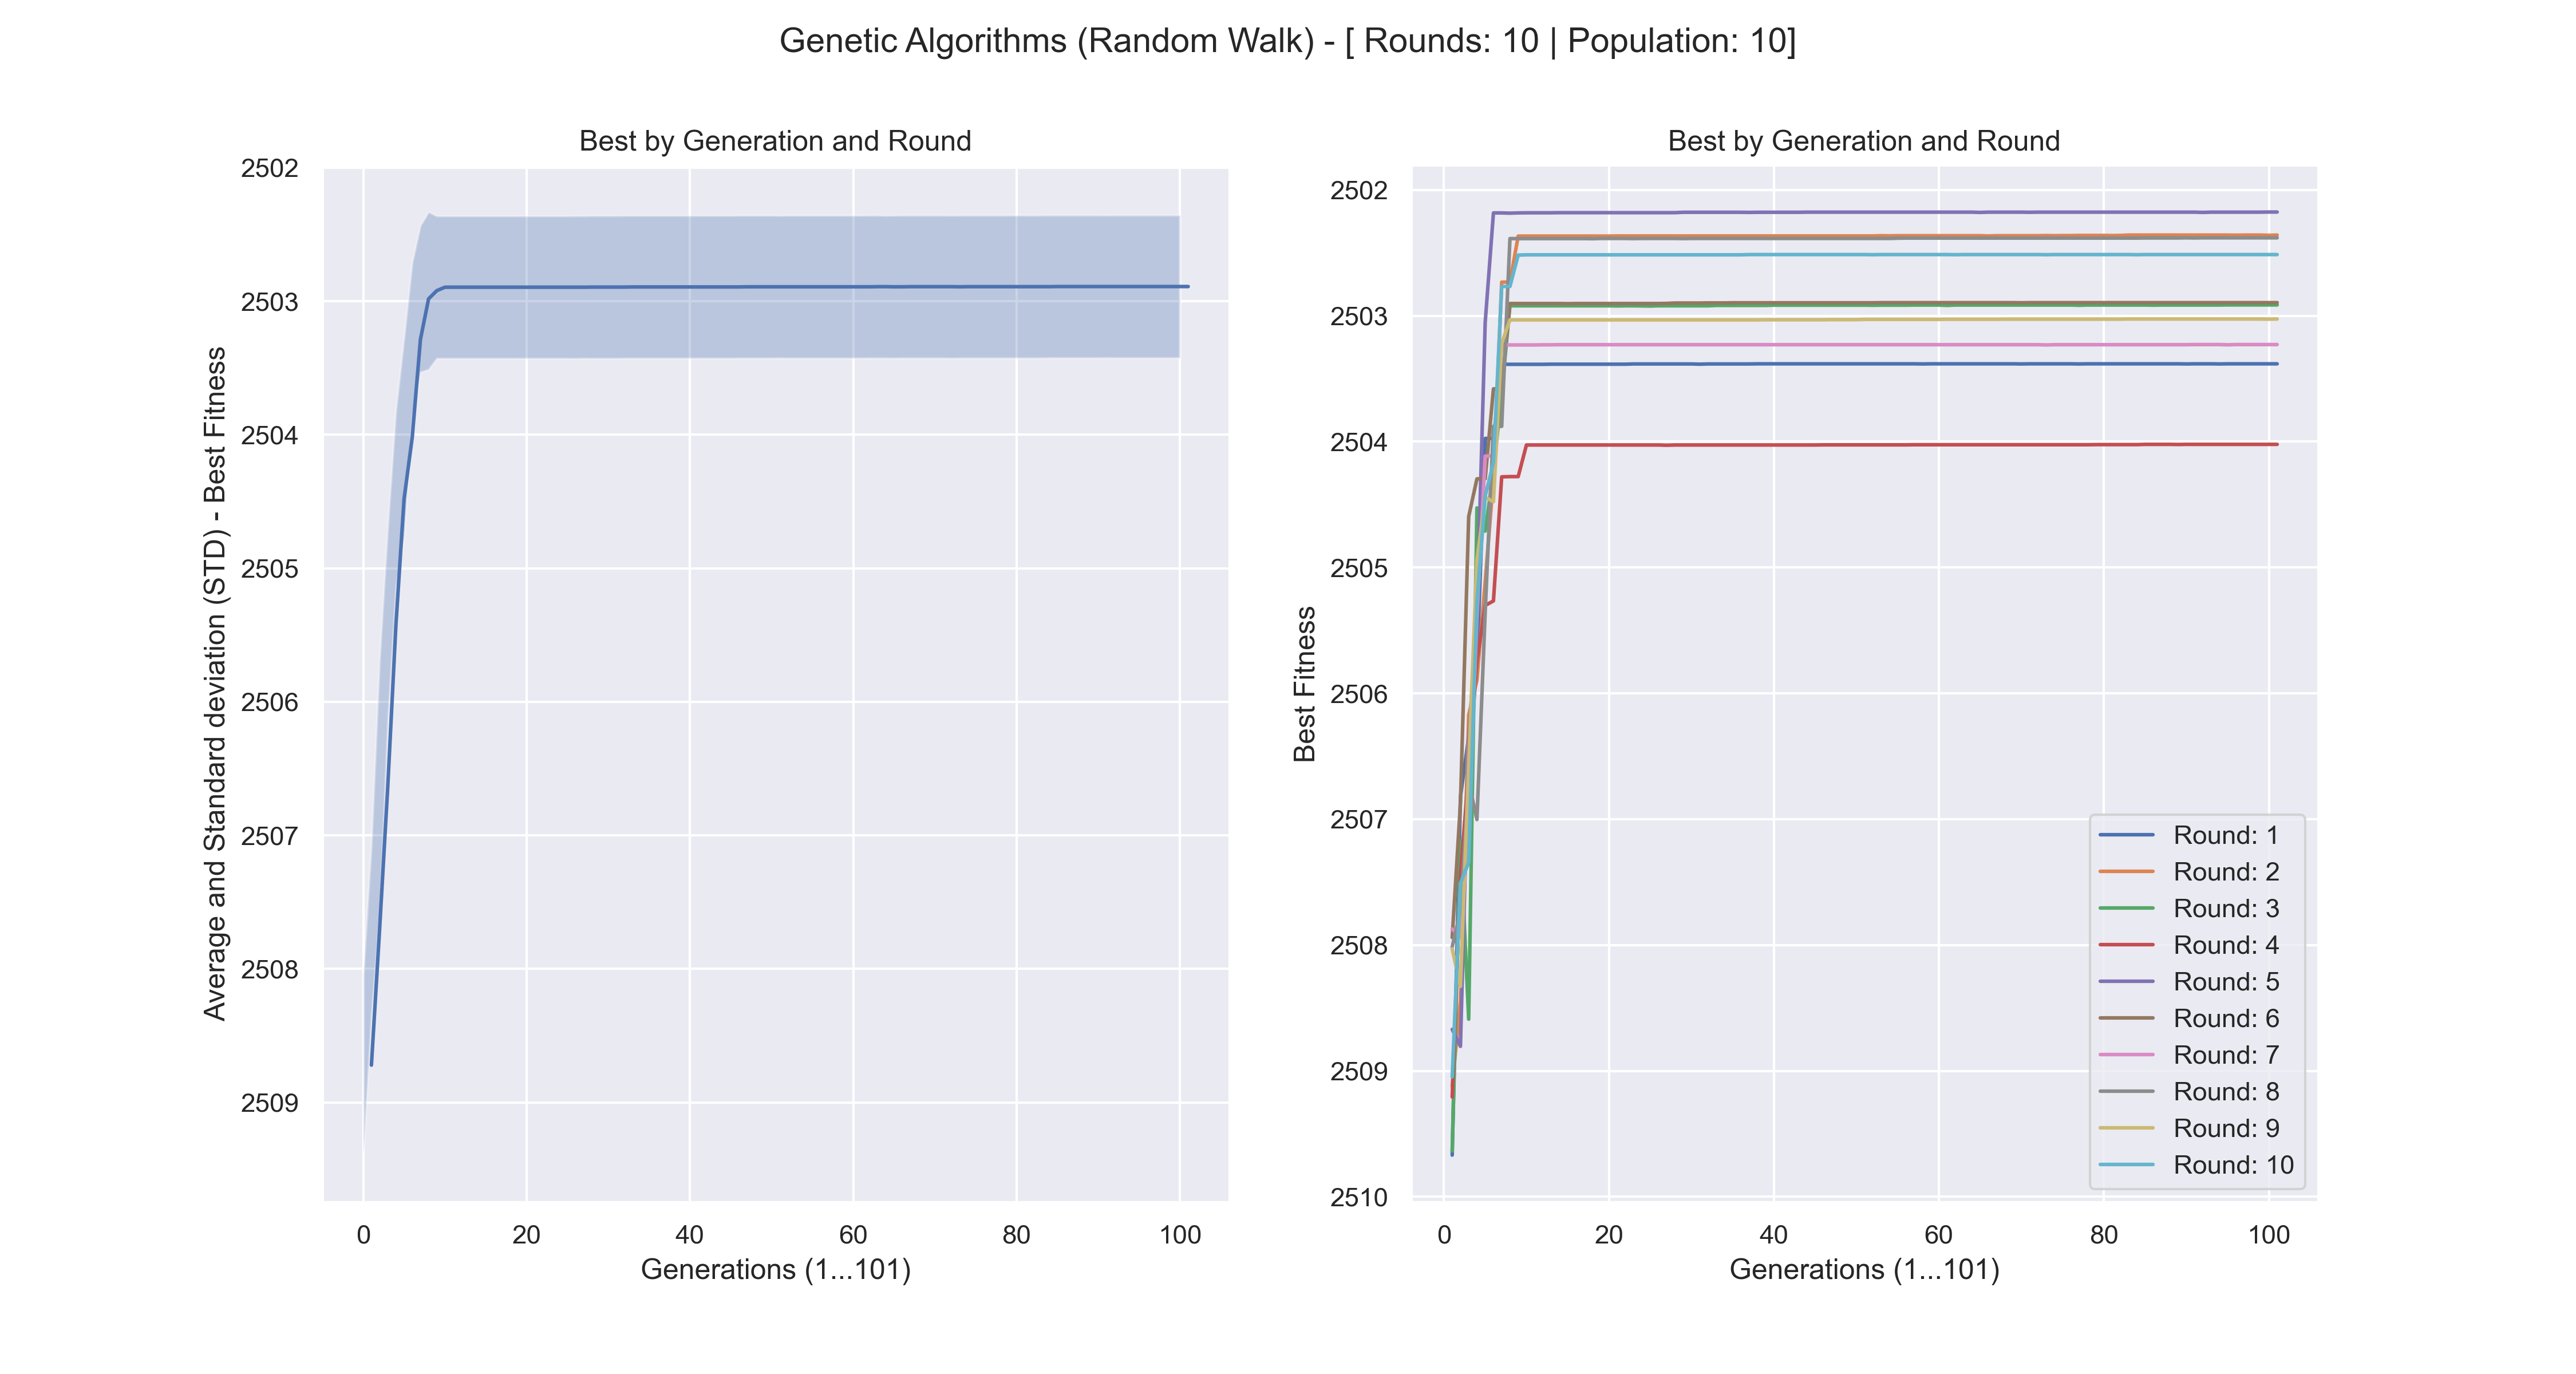 Genetic Algorithms (Random Walk) - [ Rounds: 10 | Population: 10]
Best by Generation and Round
2502
2503
2504
2505
2506
2507
2508
2509
Average and Standard deviation (STD) - Best Fitness
0 20 40 60 80 100
Generations (1...101)
Best by Generation and Round
2502
2503
2504
2505
2506
2507
2508
2509
2510
Best Fitness
Round: 1
Round: 2
Round: 3
Round: 4
Round: 5
Round: 6
Round: 7
Round: 8
Round: 9
Round: 10
0 20 40 60 80 100
Generations (1...101)